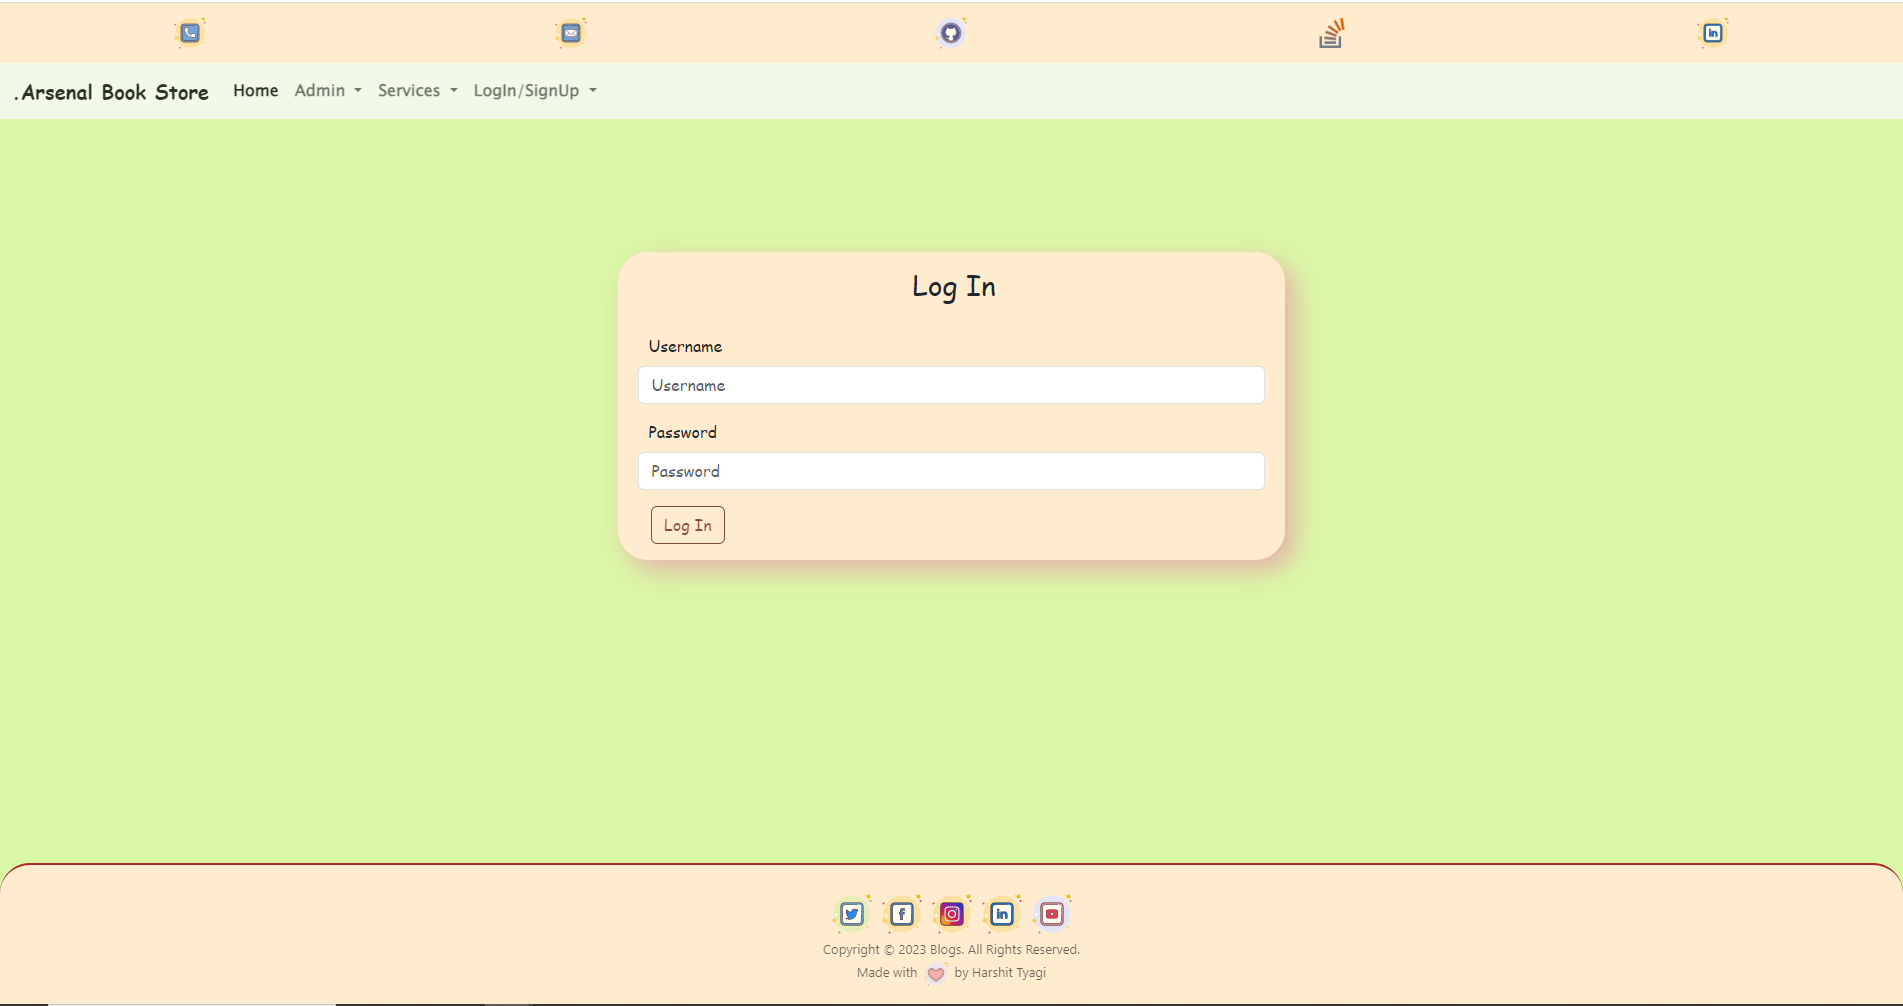 .Arsenal Book Store Home Admin Services LogIn/SignUp
Log In
Username
Username
Password
Password
Log In
Copyright © 2023 Blogs. All Rights Reserved.
Made with by Harshit Tyagi